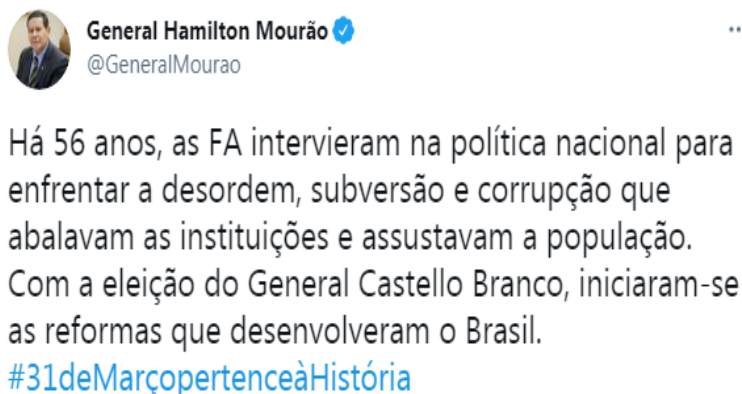 General Hamilton Mourão
@GeneralMourao
Há 56 anos, as FA intervieram na política nacional para
enfrentar a desordem, subversão e corrupção que
abalavam as instituições e assustavam a população.
Com a eleição do General Castello Branco, iniciaram-se
as reformas que desenvolveram o Brasil.
#31deMarçopertenceàHistória